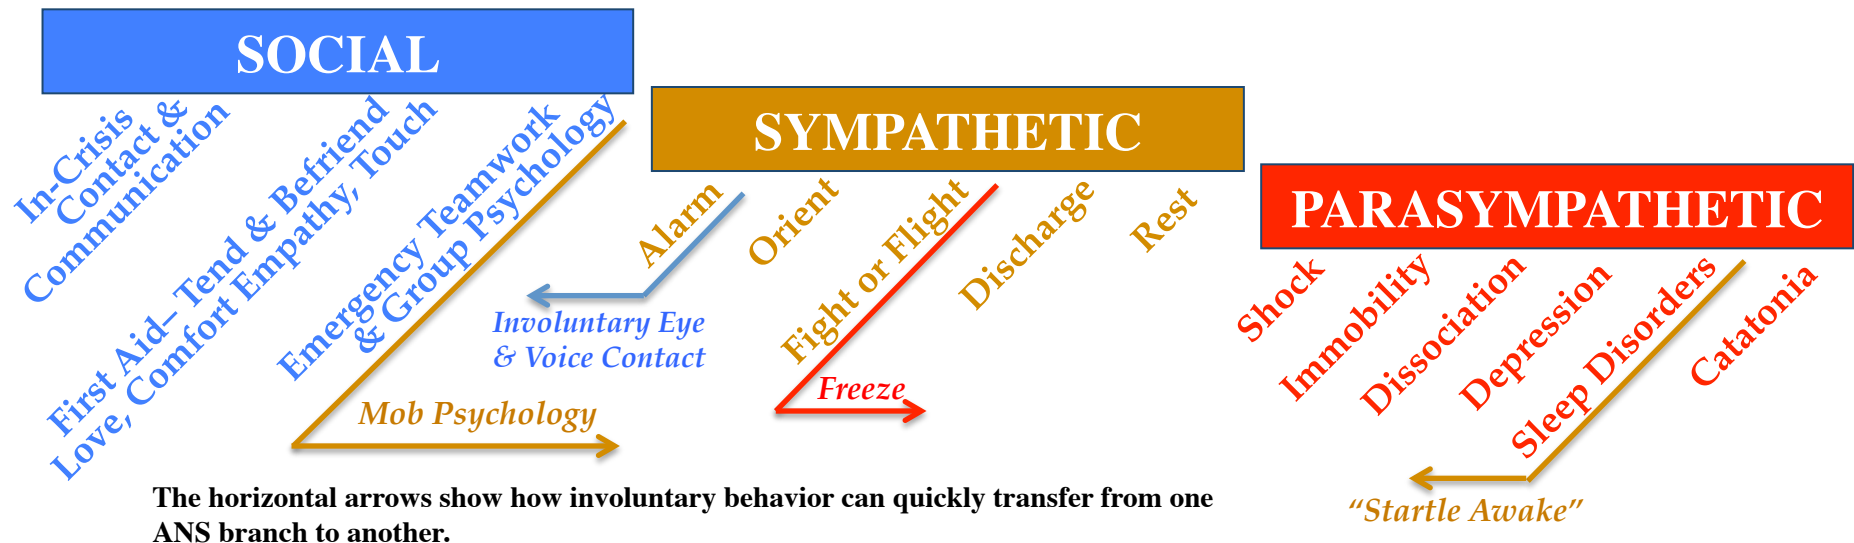 SOCIAL
In-Crisis
Contact &
Communication
First Aid– Tend & Befriend
Love, Comfort Empathy, Touch
Emergency Teamwork
& Group Psychology
Mob Psychology
SYMPATHETIC
Alarm
Involuntary Eye
& Voice Contact
Orient
Fight or Flight
Freeze
Discharge
Rest
PARASYMPATHETIC
Shock
Immobility
Dissociation
Depression
Sleep Disorders
“Startle Awake”
Catatonia
The horizontal arrows show how involuntary behavior can quickly transfer from one
ANS branch to another.